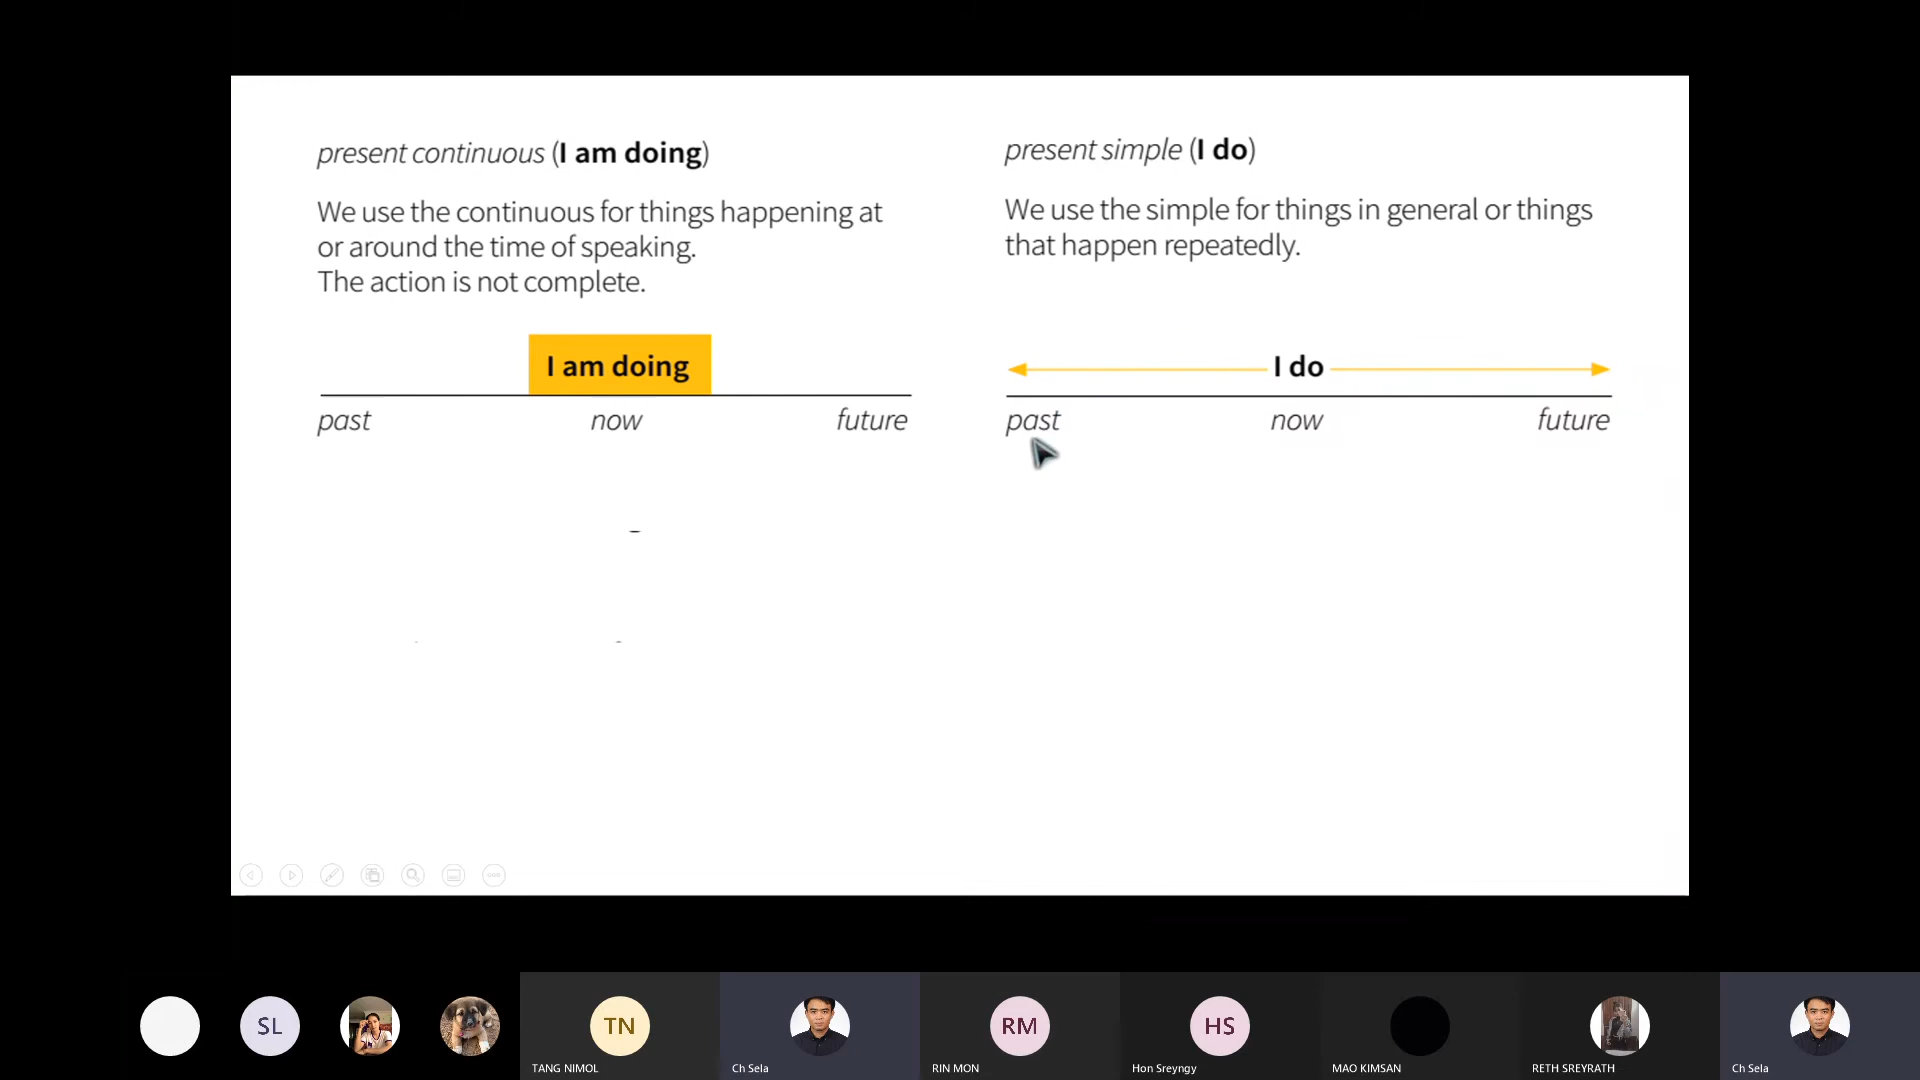 present continuous (I am doing)
We use the continuous for things happening at
or around the time of speaking.
The action is not complete.
I am doing
past now future
present simple (I do)
We use the simple for things in general or things
that happen repeatedly.
I do
past now future
SL
TN
TANG NIMOL
Ch Sela
RM
RIN MON
HS
Hon Sreyngy
MAO KIMSAN
RETH SREYRATH
Ch Sela